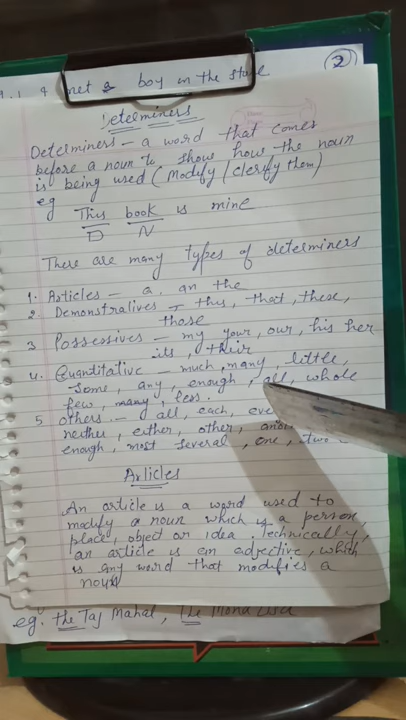 I met a boy on the store
2
Determiners
Determiners - a word that comes
before a noun to show how the noun
is being used (Modify / Clerify them)
eg This book is mine
D N
There are many types of determiners
1. Articles - a. an the
2. Demonstratives - this, that, these,
those
3 Possessives - my your, our, his her
its, their
4. Quantitative - much, many, little,
some, any, enough, all, whole
few, many, less.
5. others. - all, each,
neither, either, other,
enough, most several, one, two
Articles
An article is a word used to
modify a noun which is a person,
place, object or idea. Technically,
an article is an adjective, which
is any word that modifies a
noun
eg. the Taj Mahal, The Mona Lisa